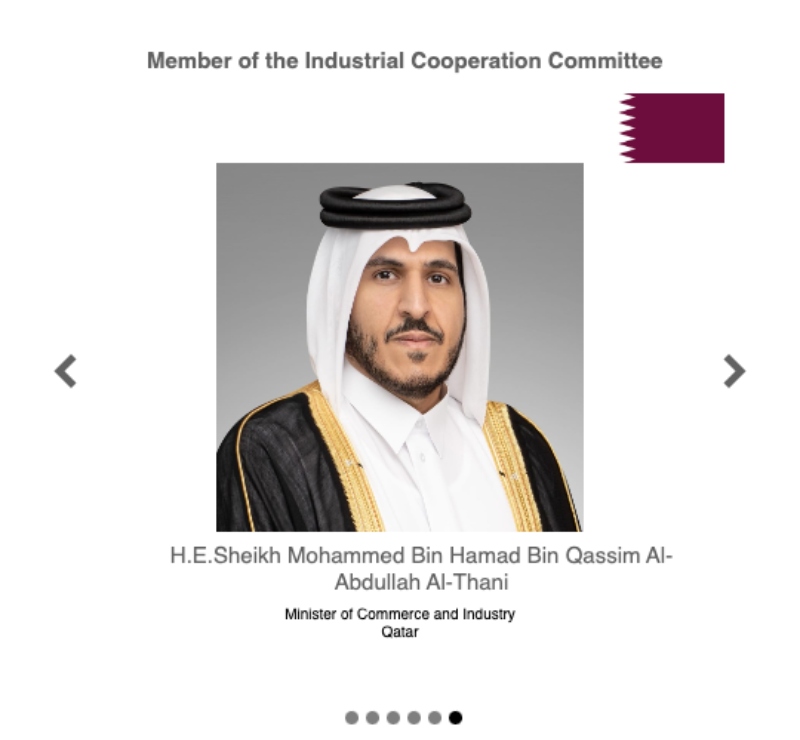 Member of the Industrial Cooperation Committee
H.E.Sheikh Mohammed Bin Hamad Bin Qassim Al-
Abdullah Al-Thani
Minister of Commerce and Industry
Qatar